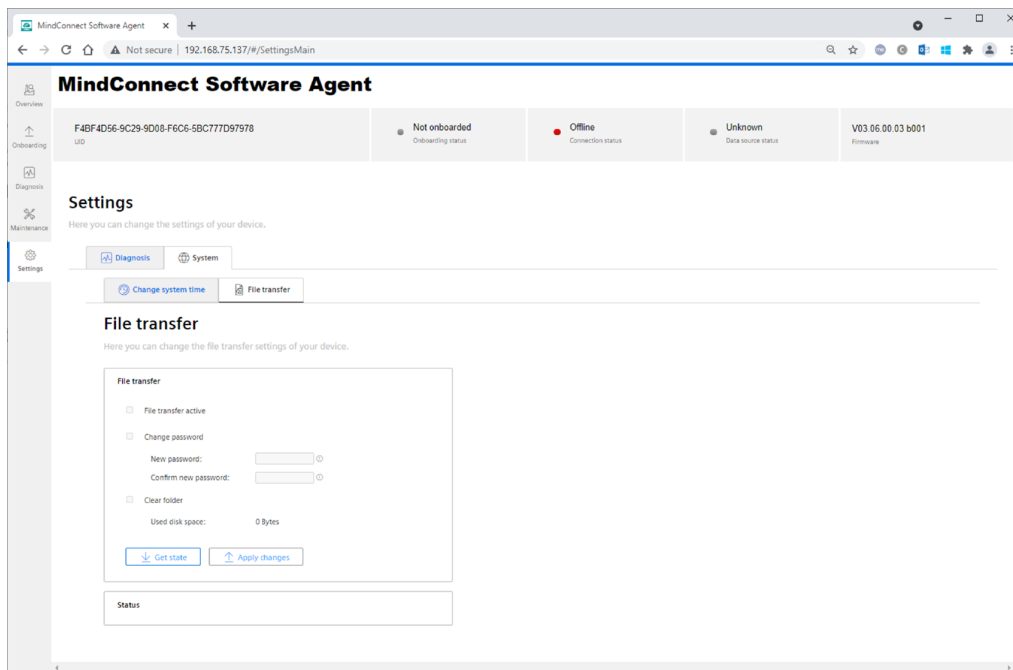 MindConnect Software Agent
Not secure | 192.168.75.137/#/SettingsMain
MindConnect Software Agent
Overview
Onboarding
Diagnosis
Maintenance
Settings
F4BF4D56-9C29-9D08-F6C6-5BC777D97978
UID
Not onboarded
Onboarding status
Offline
Connection status
Unknown
Data source status
V03.06.00.03 b001
Firmware
Settings
Here you can change the settings of your device.
Diagnosis
System
Change system time
File transfer
File transfer
Here you can change the file transfer settings of your device.
File transfer
File transfer active
Change password
New password:
Confirm new password:
Clear folder
Used disk space: 0 Bytes
Get state
Apply changes
Status